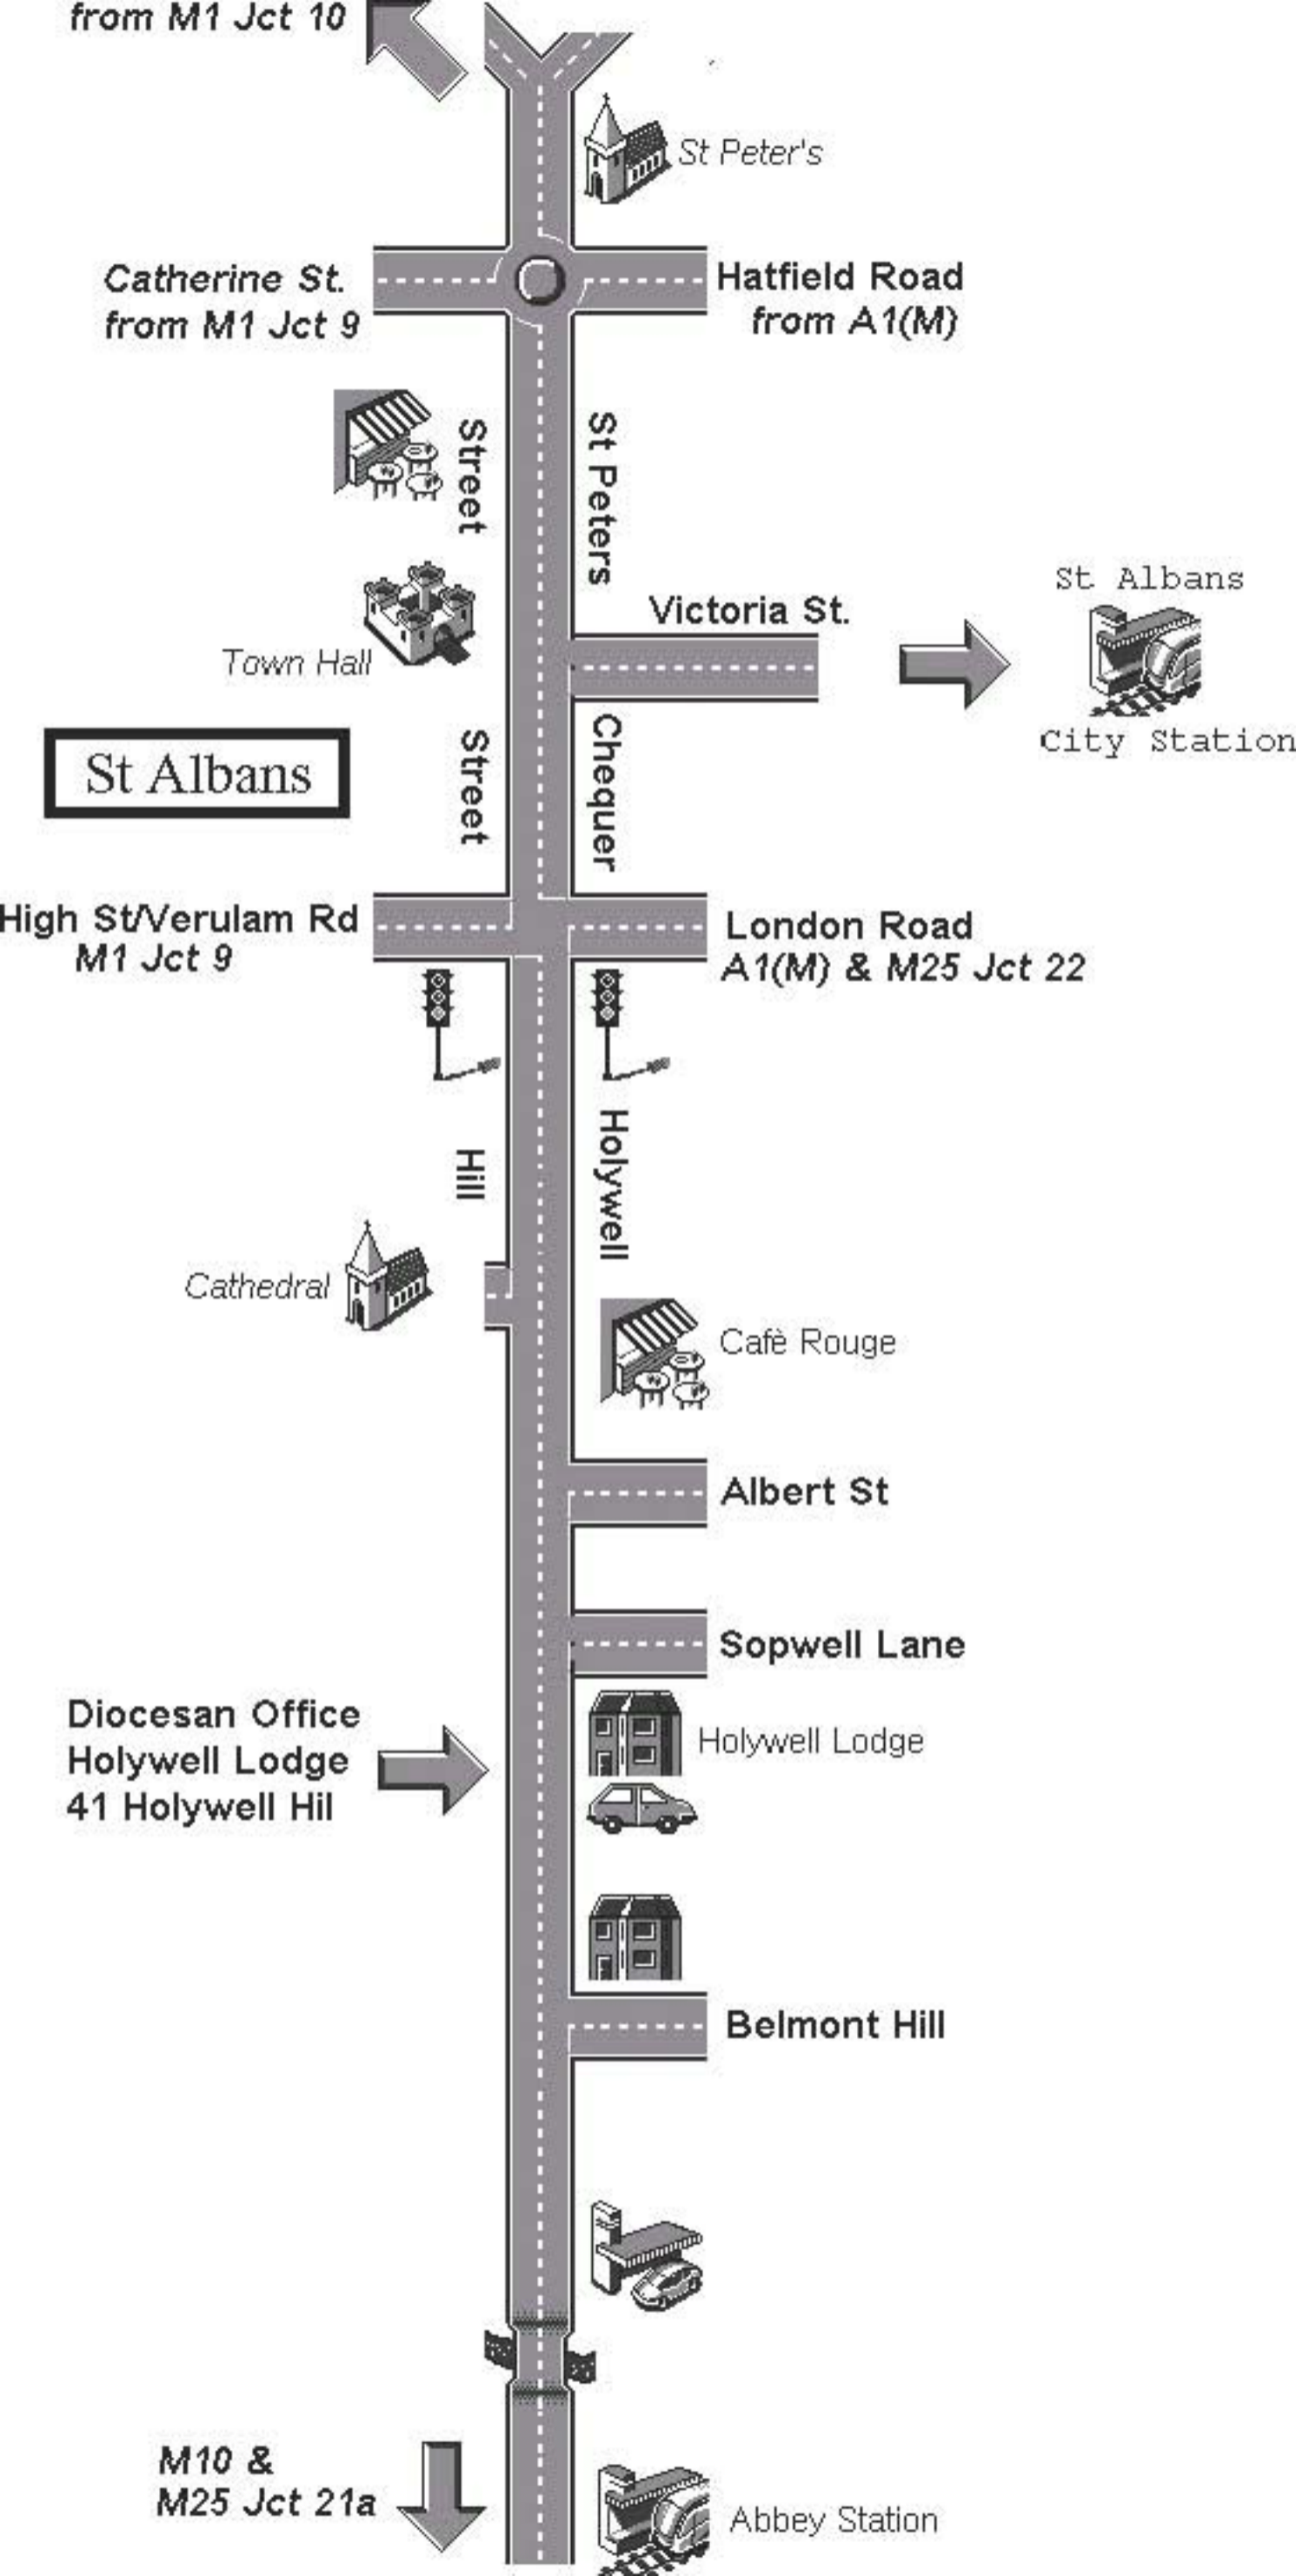 from M1 Jct 10
St Peter's
Catherine St.
from M1 Jct 9
Hatfield Road
from A1(M)
Street
St Peters
Victoria St.
St Albans
City Station
Town Hall
St Albans
Street
Chequer
High St/Verulam Rd
M1 Jct 9
London Road
A1(M) & M25 Jct 22
Hill
Holywell
Cathedral
Cafè Rouge
Albert St
Sopwell Lane
Diocesan Office
Holywell Lodge
41 Holywell Hil
Holywell Lodge
Belmont Hill
M10 &
M25 Jct 21a
Abbey Station